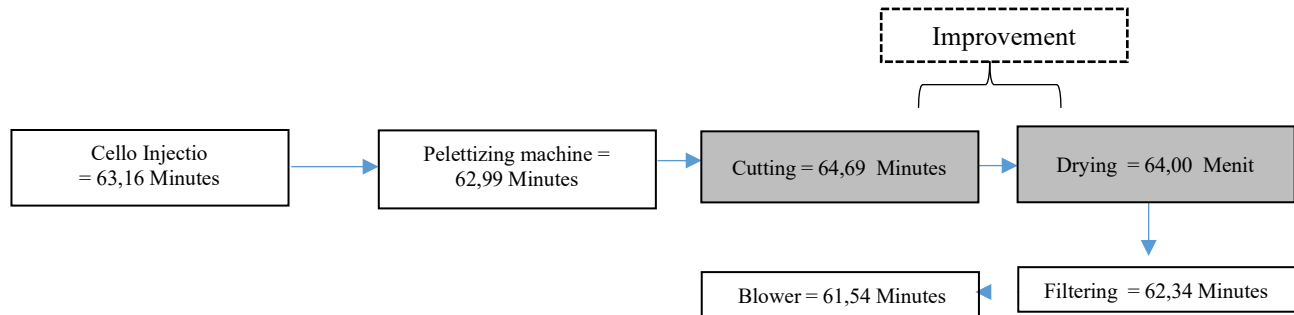 Improvement
Cello Injectio
= 63,16 Minutes
Pelettizing machine =
62,99 Minutes
Cutting = 64,69 Minutes
Drying = 64,00 Menit
Blower = 61,54 Minutes
Filtering = 62,34 Minutes